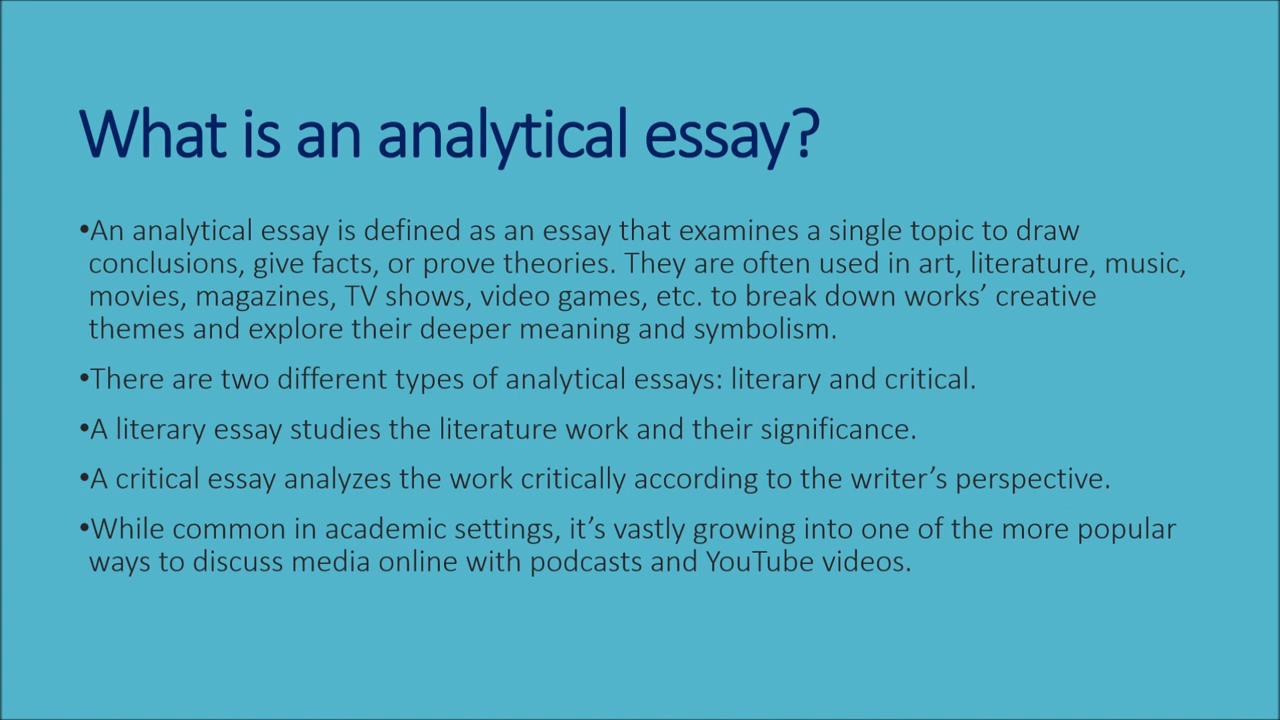 What is an analytical essay?
•An analytical essay is defined as an essay that examines a single topic to draw
conclusions, give facts, or prove theories. They are often used in art, literature, music,
movies, magazines, TV shows, video games, etc. to break down works’ creative
themes and explore their deeper meaning and symbolism.
•There are two different types of analytical essays: literary and critical.
•A literary essay studies the literature work and their significance.
•A critical essay analyzes the work critically according to the writer’s perspective.
•While common in academic settings, it’s vastly growing into one of the more popular
ways to discuss media online with podcasts and YouTube videos.